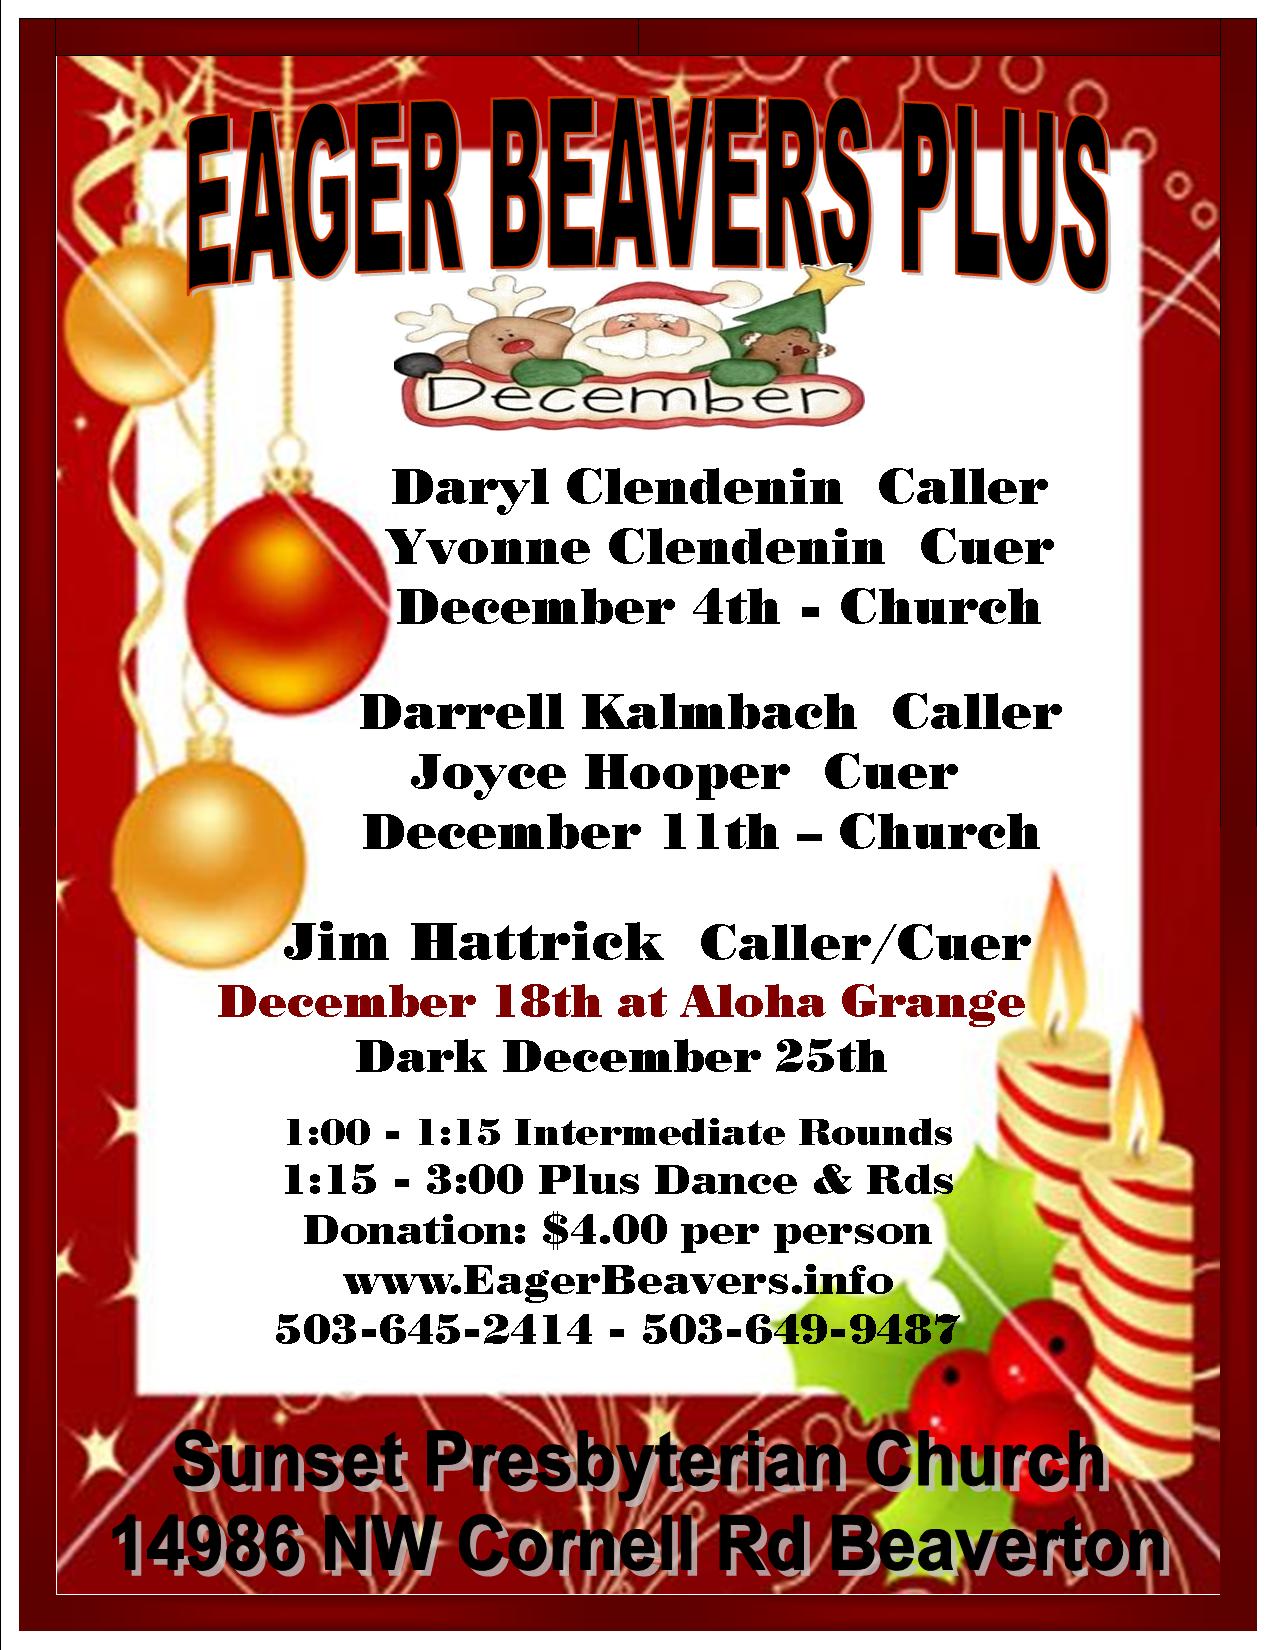 EAGER BEAVERS PLUS
December
Daryl Clendenin Caller
Yvonne Clendenin Cuer
December 4th - Church
Darrell Kalmbach Caller
Joyce Hooper Cuer
December 11th – Church
Jim Hattrick Caller/Cuer
December 18th at Aloha Grange
Dark December 25th
1:00 - 1:15 Intermediate Rounds
1:15 - 3:00 Plus Dance & Rds
Donation: $4.00 per person
www.EagerBeavers.info
503-645-2414 - 503-649-9487
Sunset Presbyterian Church
14986 NW Cornell Rd Beaverton